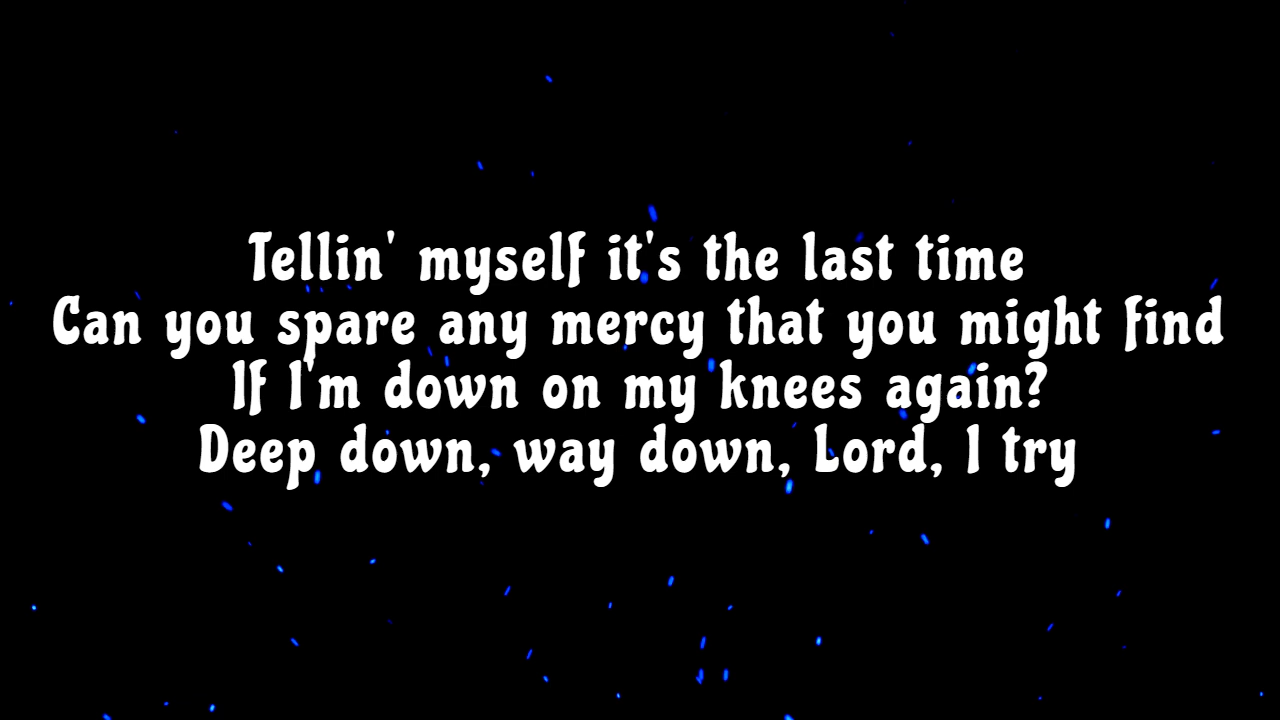 Tellin' myself it's the last time
Can you spare any mercy that you might find
If I'm down on my knees again?
Deep down, way down, Lord, I try